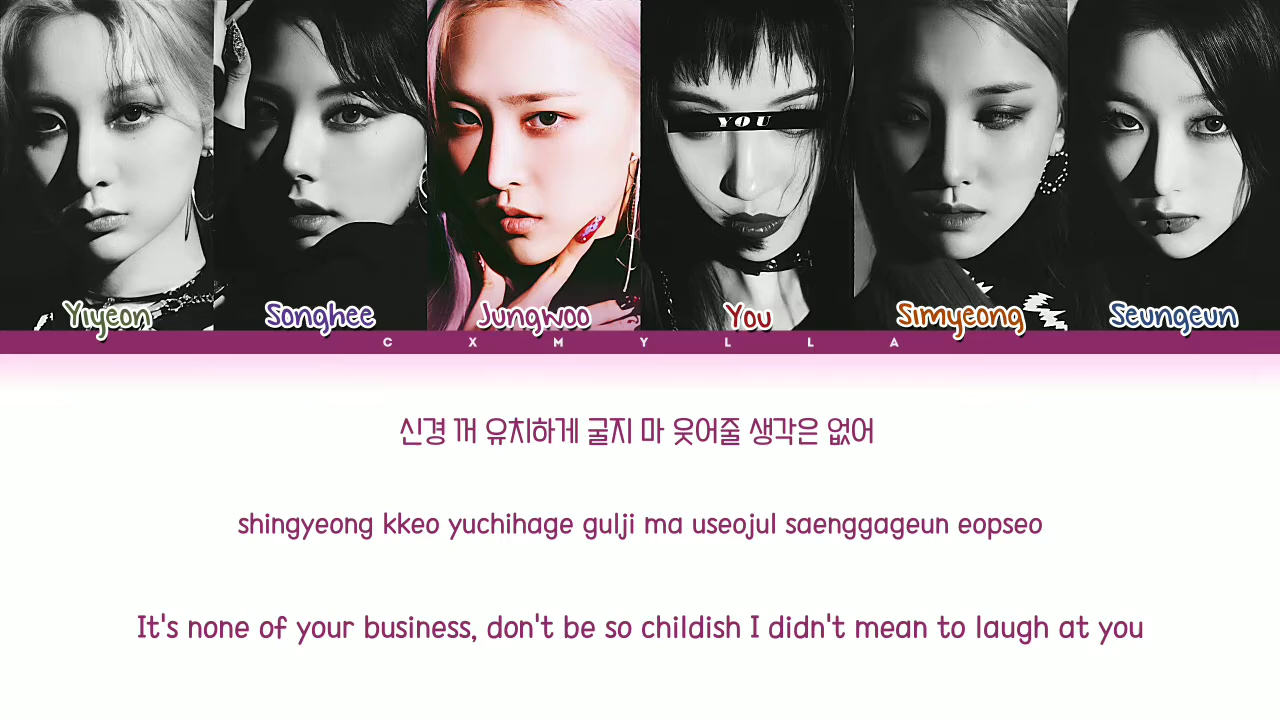 YOU
Yiyeon Songhee Jungwoo You Simyeong Seungeun
CXMYLLA
신경 꺼 유치하게 굴지 마 웃어줄 생각은 없어
shingyeong kkeo yuchihage gulji ma useojul saenggageun eopseo
It's none of your business, don't be so childish I didn't mean to laugh at you